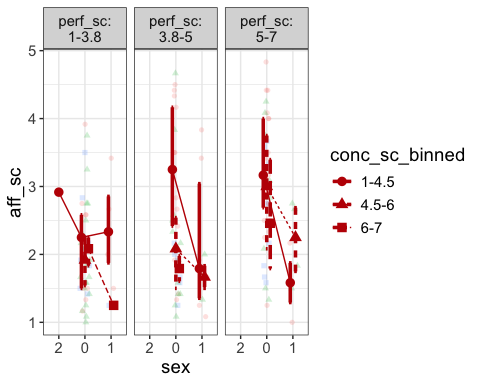 perf_sc:
1-3.8
perf_sc:
3.8-5
perf_sc:
5-7
5
4
3
2
1
aff_sc
2 0 1
2 0 1
2 0 1
sex
conc_sc_binned
1-4.5
4.5-6
6-7